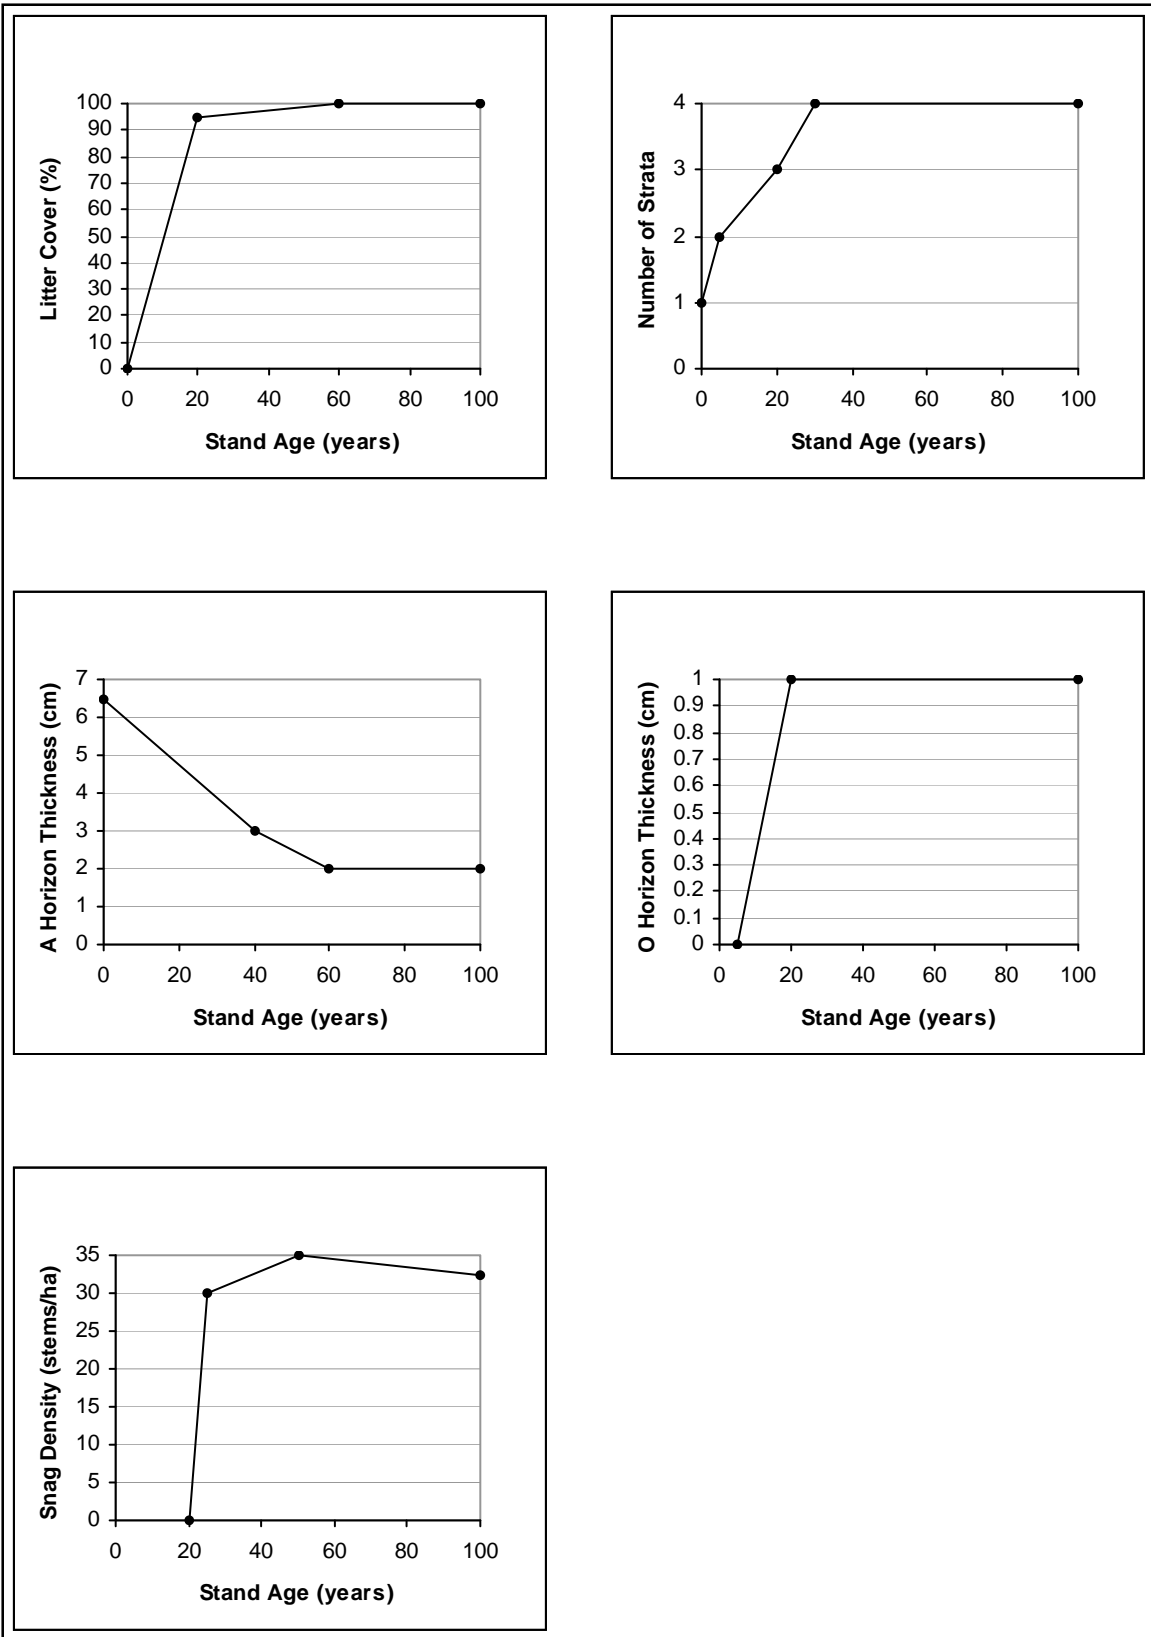 Litter Cover (%)
100
90
80
70
60
50
40
30
20
10
0
0 20 40 60 80 100
Stand Age (years)
Number of Strata
4
3
2
1
0
0 20 40 60 80 100
Stand Age (years)
A Horizon Thickness (cm)
7
6
5
4
3
2
1
0
0 20 40 60 80 100
Stand Age (years)
O Horizon Thickness (cm)
1
0.9
0.8
0.7
0.6
0.5
0.4
0.3
0.2
0.1
0
0 20 40 60 80 100
Stand Age (years)
Snag Density (stems/ha)
35
30
25
20
15
10
5
0
0 20 40 60 80 100
Stand Age (years)